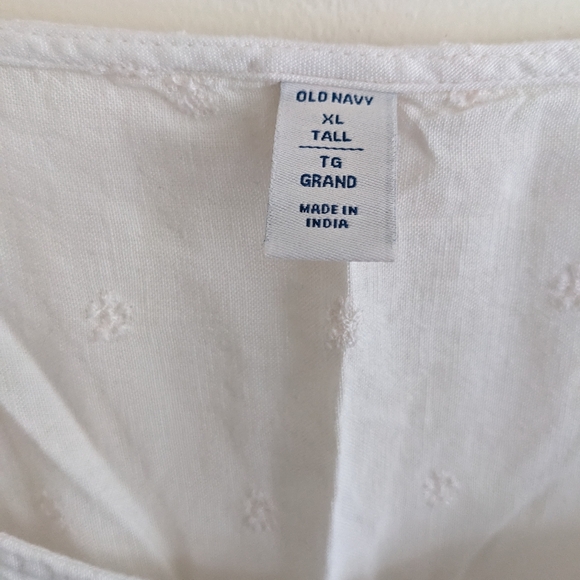 OLD NAVY
XL
TALL
TG
GRAND
MADE IN
INDIA